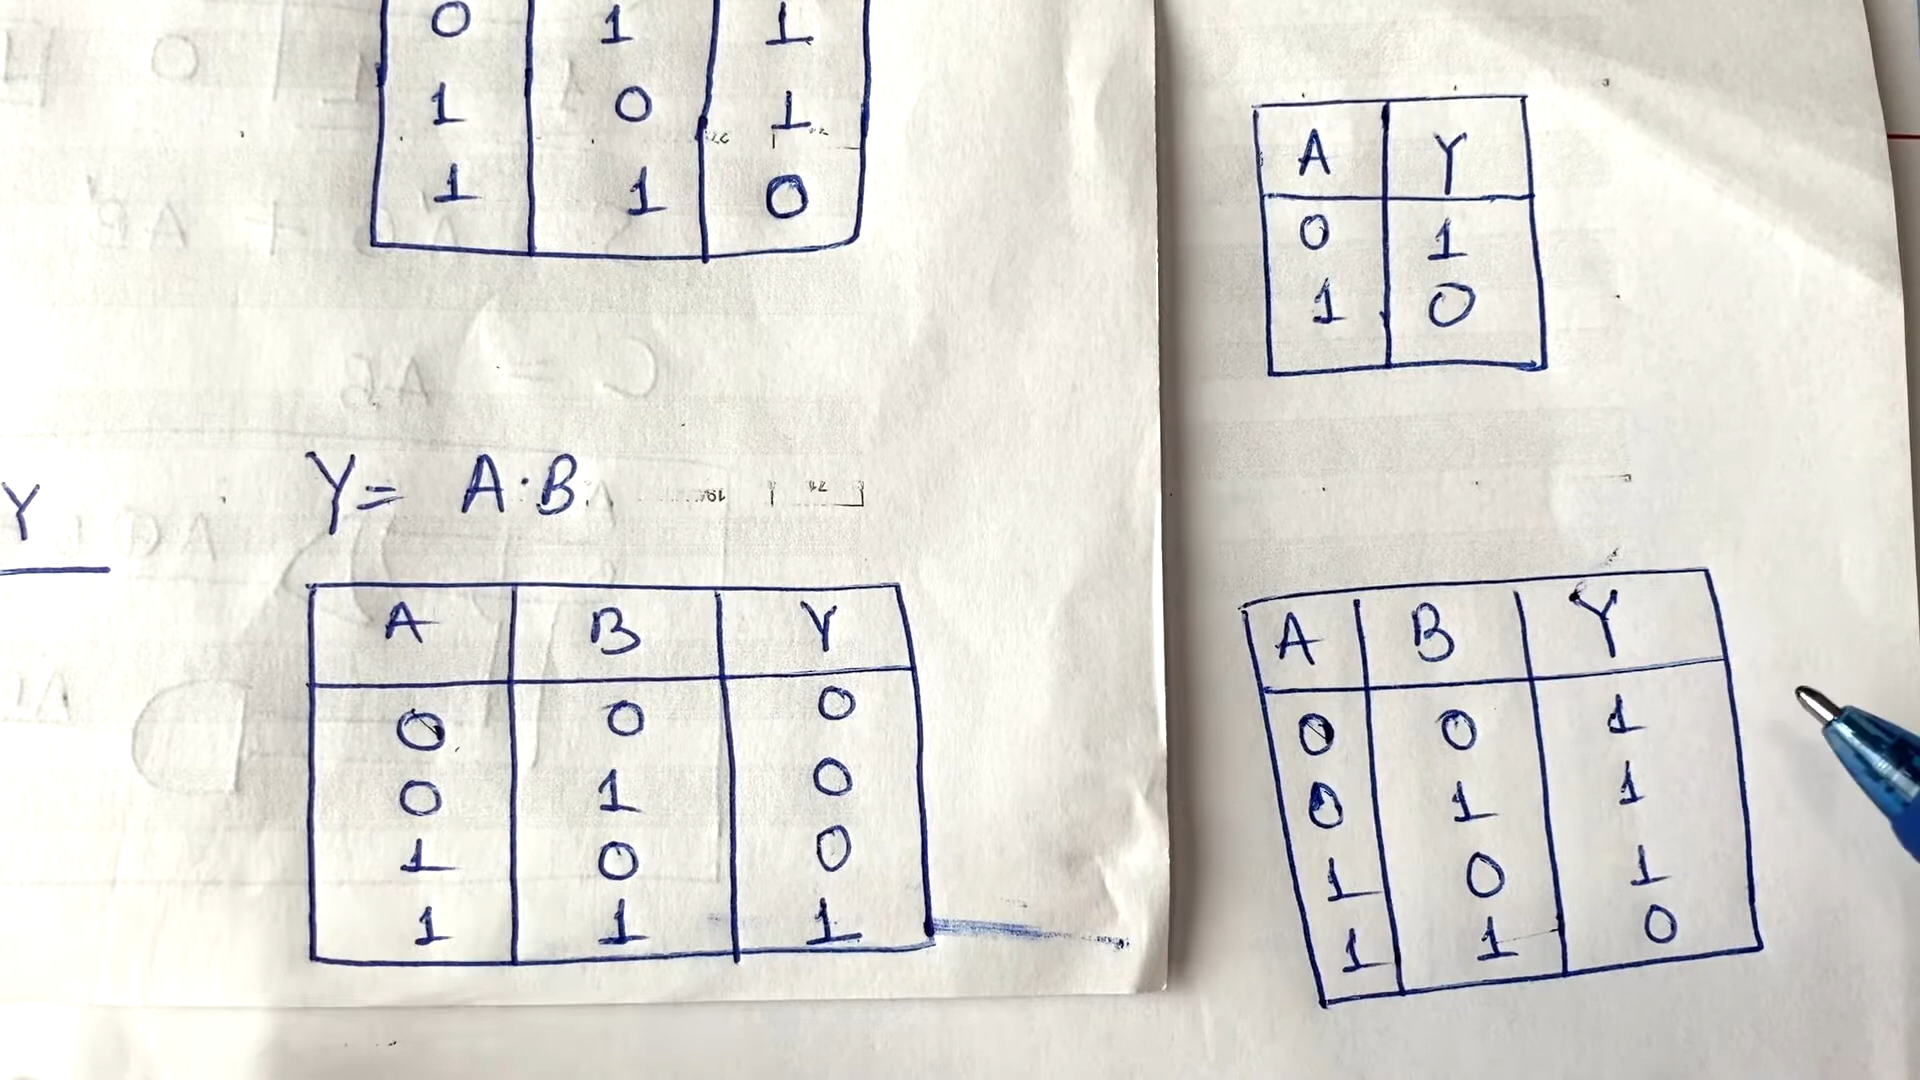 0 1 1
1 0 1
1 1 0
A Y
0 1
1 0
Y
Y = A·B
A B Y
0 0 0
0 1 0
1 0 0
1 1 1
A B Y
0 0 1
0 1 1
1 0 1
1 1 0